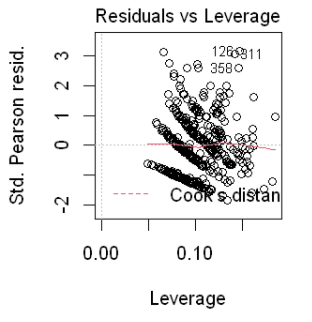 Residuals vs Leverage
Std. Pearson resid.
3
2
1
0
-2
126
311
358
Cook's distan
0.00
0.10
Leverage